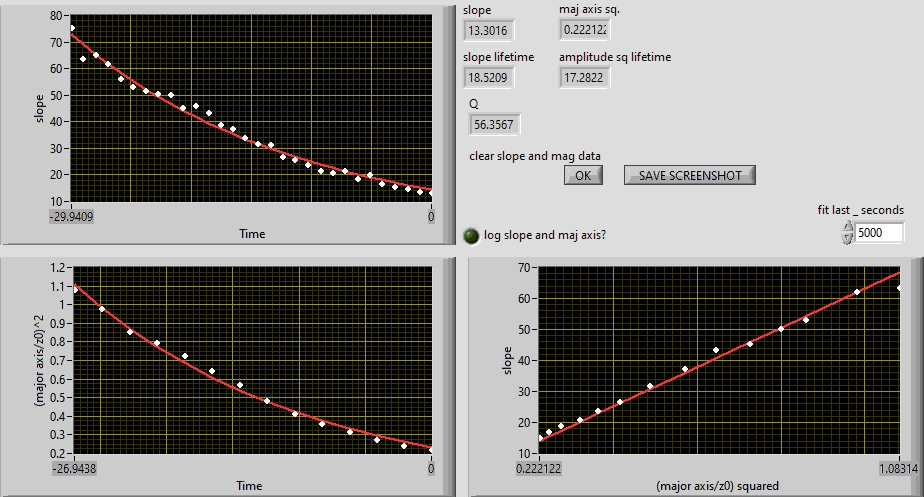 80
70
60
50
40
30
20
10
slope
-29.9409
0
Time
slope
maj axis sq.
13.3016
0.222122
slope lifetime
amplitude sq lifetime
18.5209
17.2822
Q
56.3567
clear slope and mag data
OK
SAVE SCREENSHOT
fit last _ seconds
5000
log slope and maj axis?
1.2
1.1
1
0.9
0.8
0.7
0.6
0.5
0.4
0.3
0.2
(major axis/z0))^2
-26.9438
0
Time
70
60
50
40
30
20
10
slope
0.222122
1.08314
(major axis/z0) squared